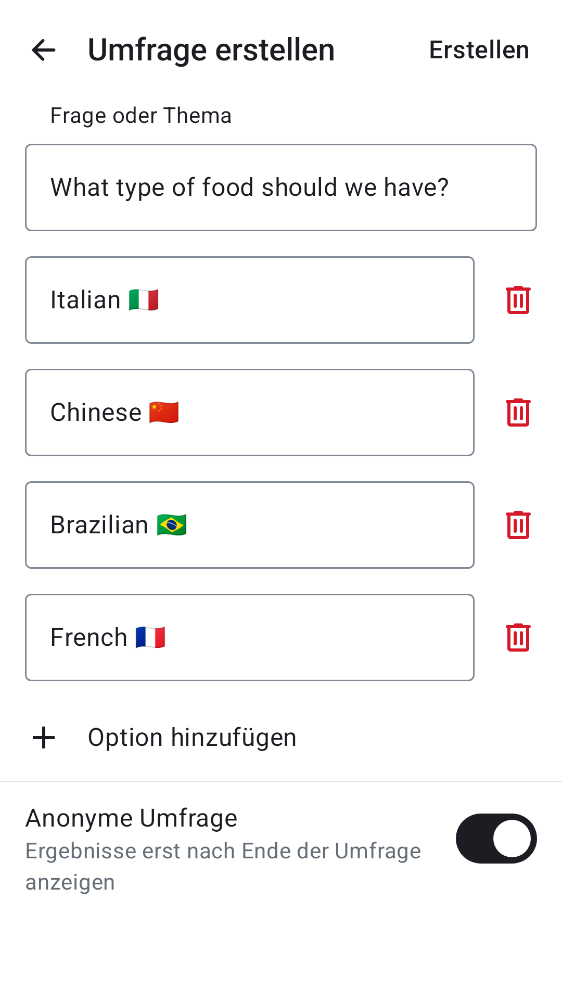 Umfrage erstellen
Erstellen
Frage oder Thema
What type of food should we have?
Italian 🇮🇹
Chinese 🇨🇳
Brazilian 🇧🇷
French 🇫🇷
Option hinzufügen
Anonyme Umfrage
Ergebnisse erst nach Ende der Umfrage
anzeigen